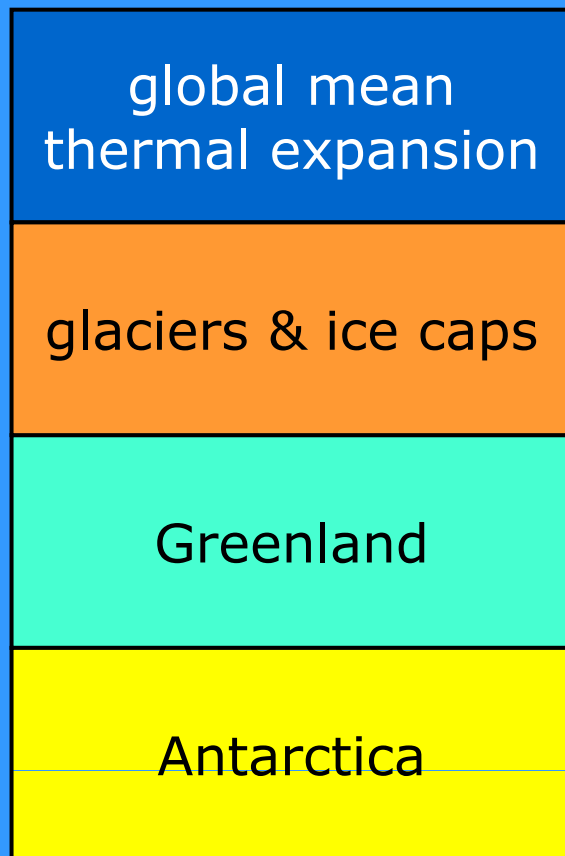 global mean
thermal expansion
glaciers & ice caps
Greenland
Antarctica